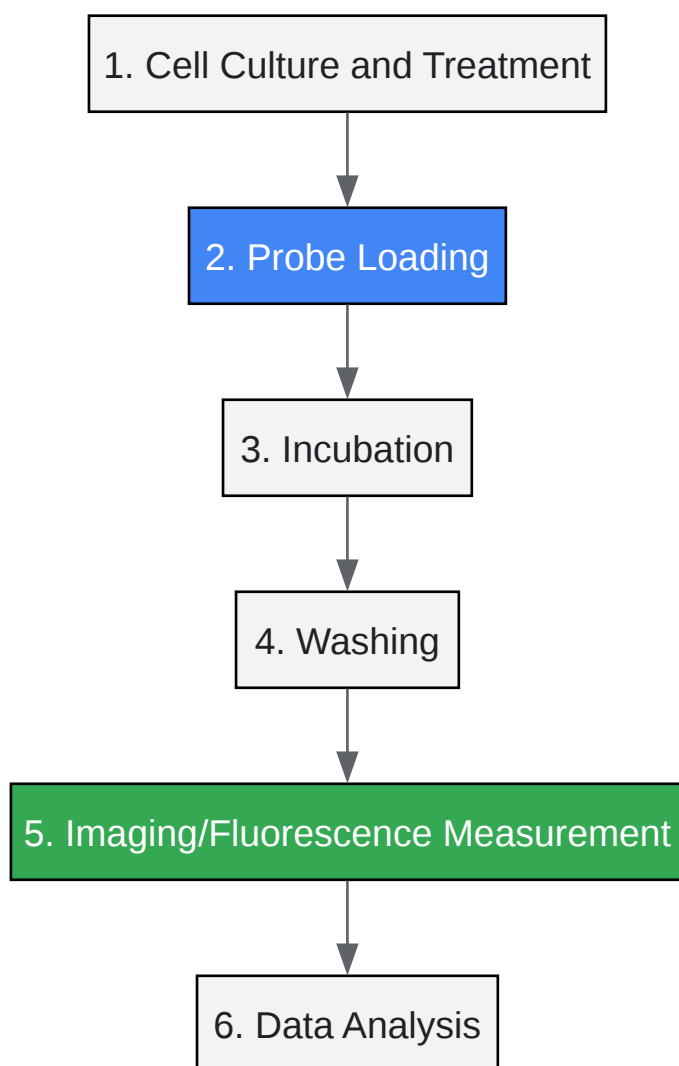 1. Cell Culture and Treatment
2. Probe Loading
3. Incubation
4. Washing
5. Imaging/Fluorescence Measurement
6. Data Analysis